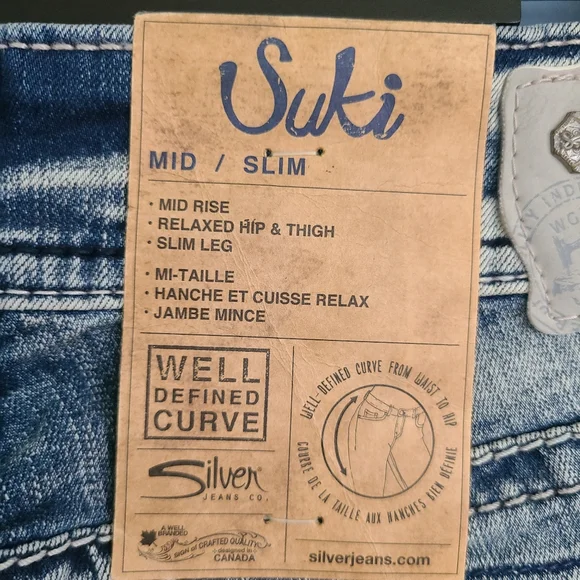 Suki
MID / SLIM
· MID RISE
· RELAXED HIP & THIGH
· SLIM LEG
· MI-TAILLE
· HANCHE ET CUISSE RELAX
· JAMBE MINCE
WELL
DEFINED
CURVE
WELL-DEFINED CURVE FROM WAIST TO HIP
COURBE DE LA TAILLE AUX HANCHES BIEN DÉFINIE
Silver
JEANS CO.
A WELL
BRANDED
SIGN OF CRAFTED QUALITY
designed in
CANADA
silverjeans.com